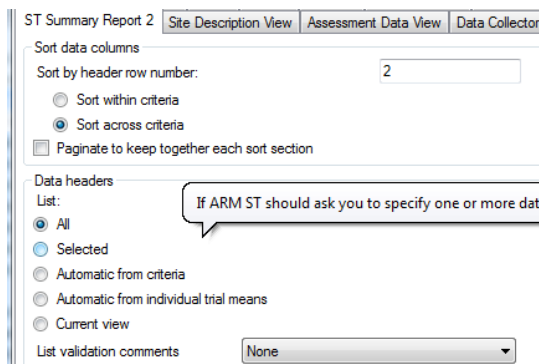 ST Summary Report 2 Site Description View Assessment Data View Data Collector
Sort data columns
Sort by header row number: 2
Sort within criteria
Sort across criteria
Paginate to keep together each sort section
Data headers
List:
If ARM ST should ask you to specify one or more dat
All
Selected
Automatic from criteria
Automatic from individual trial means
Current view
List validation comments None